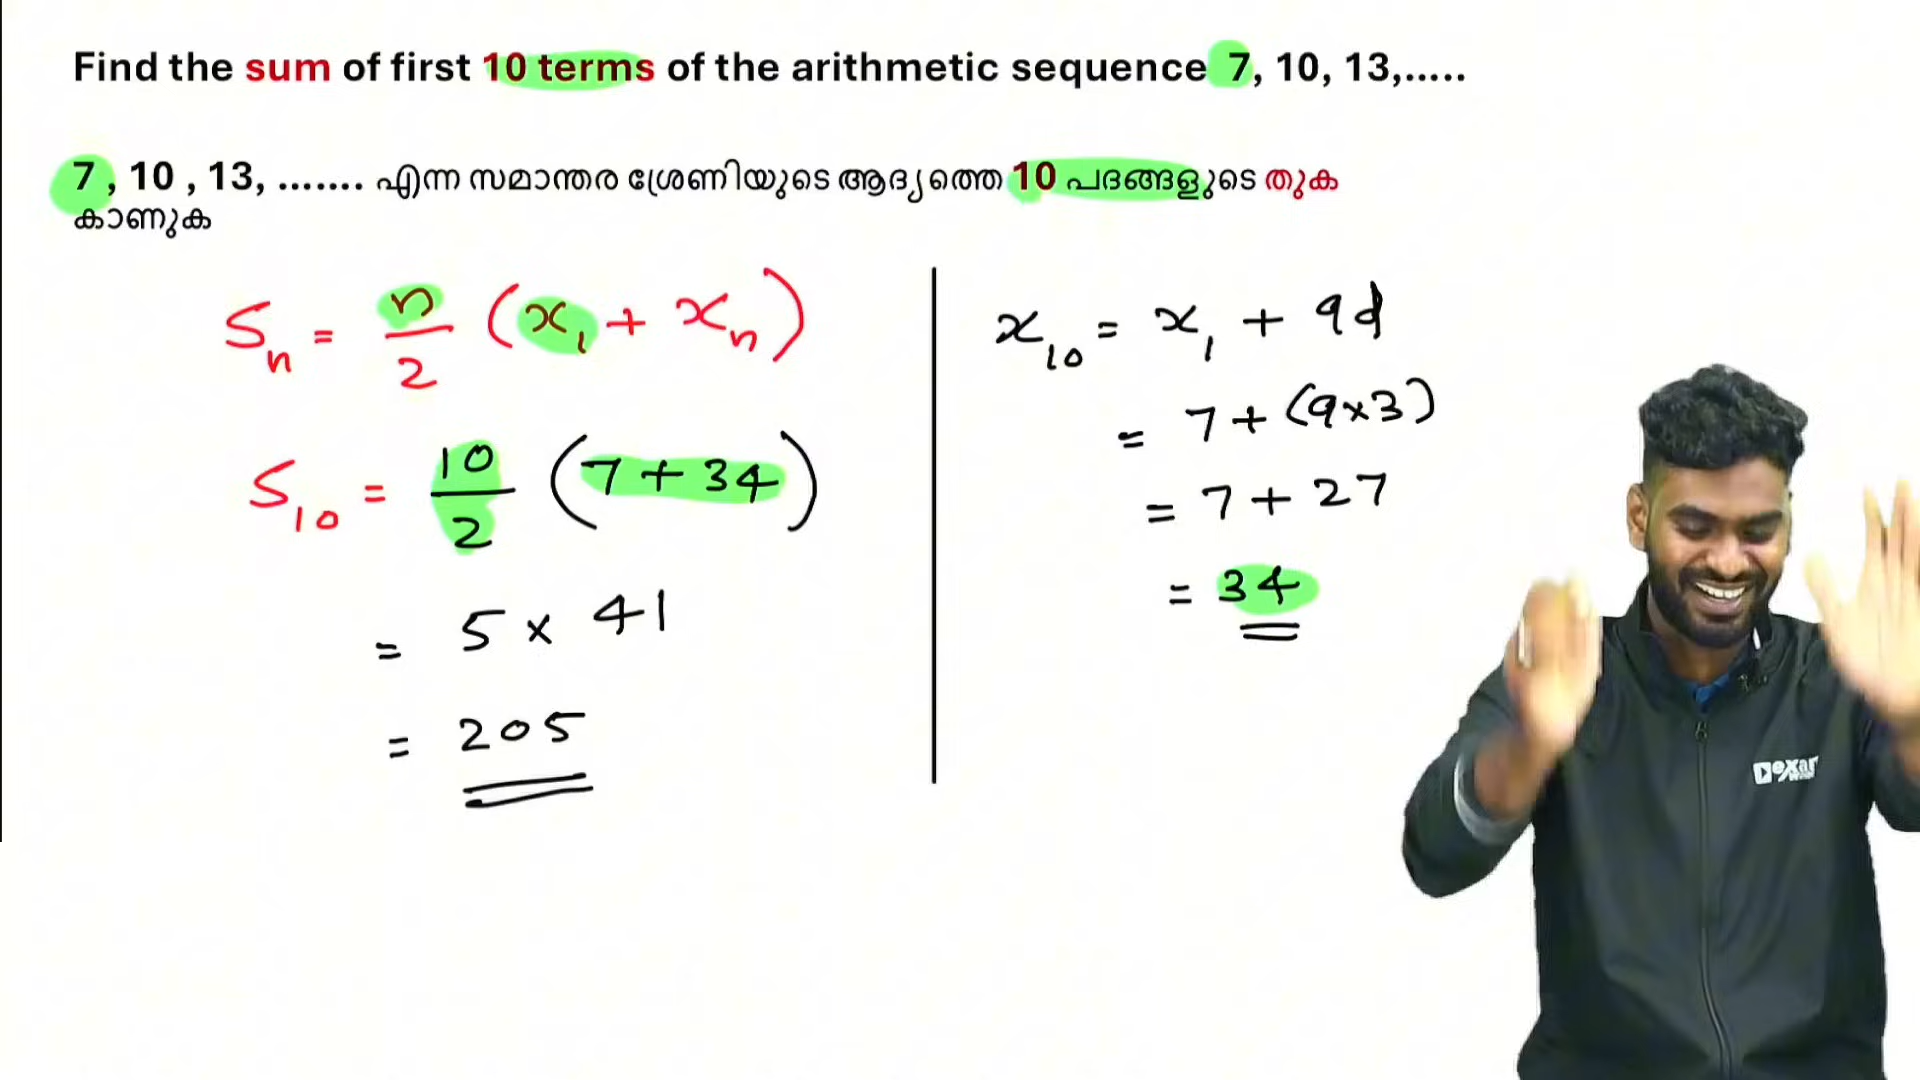 Find the sum of first 10 terms of the arithmetic sequence 7, 10, 13,.....
7 , 10 , 13, ....... എന്ന സമാന്തര ശ്രേണിയുടെ ആദ്യത്തെ 10 പദങ്ങളുടെ തുക
കാണുക
Sₙ = n/2 (x₁ + xₙ)
S₁₀ = 10/2 (7 + 34)
= 5 × 41
= 205
x₁₀ = x₁ + 9d
= 7 + (9×3)
= 7 + 27
= 34
Dexar